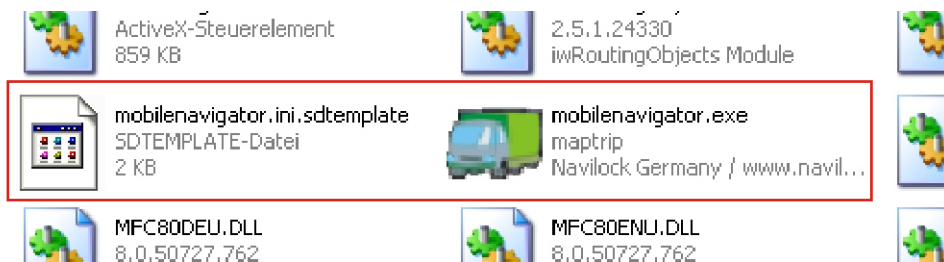 ActiveX-Steuerelement
859 KB
2.5.1.24330
iwRoutingObjects Module
mobilenavigator.ini.sdtemplate
SDTEMPLATE-Datei
2 KB
mobilenavigator.exe
maptrip
Navilock Germany / www.navil...
MFC80DEU.DLL
8.0.50727.762
MFC80ENU.DLL
8.0.50727.762